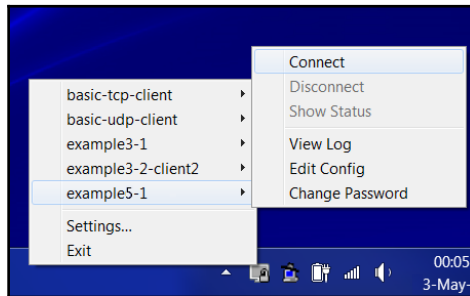 basic-tcp-client
basic-udp-client
example3-1
example3-2-client2
example5-1
Settings...
Exit
Connect
Disconnect
Show Status
View Log
Edit Config
Change Password
00:05
3-May-